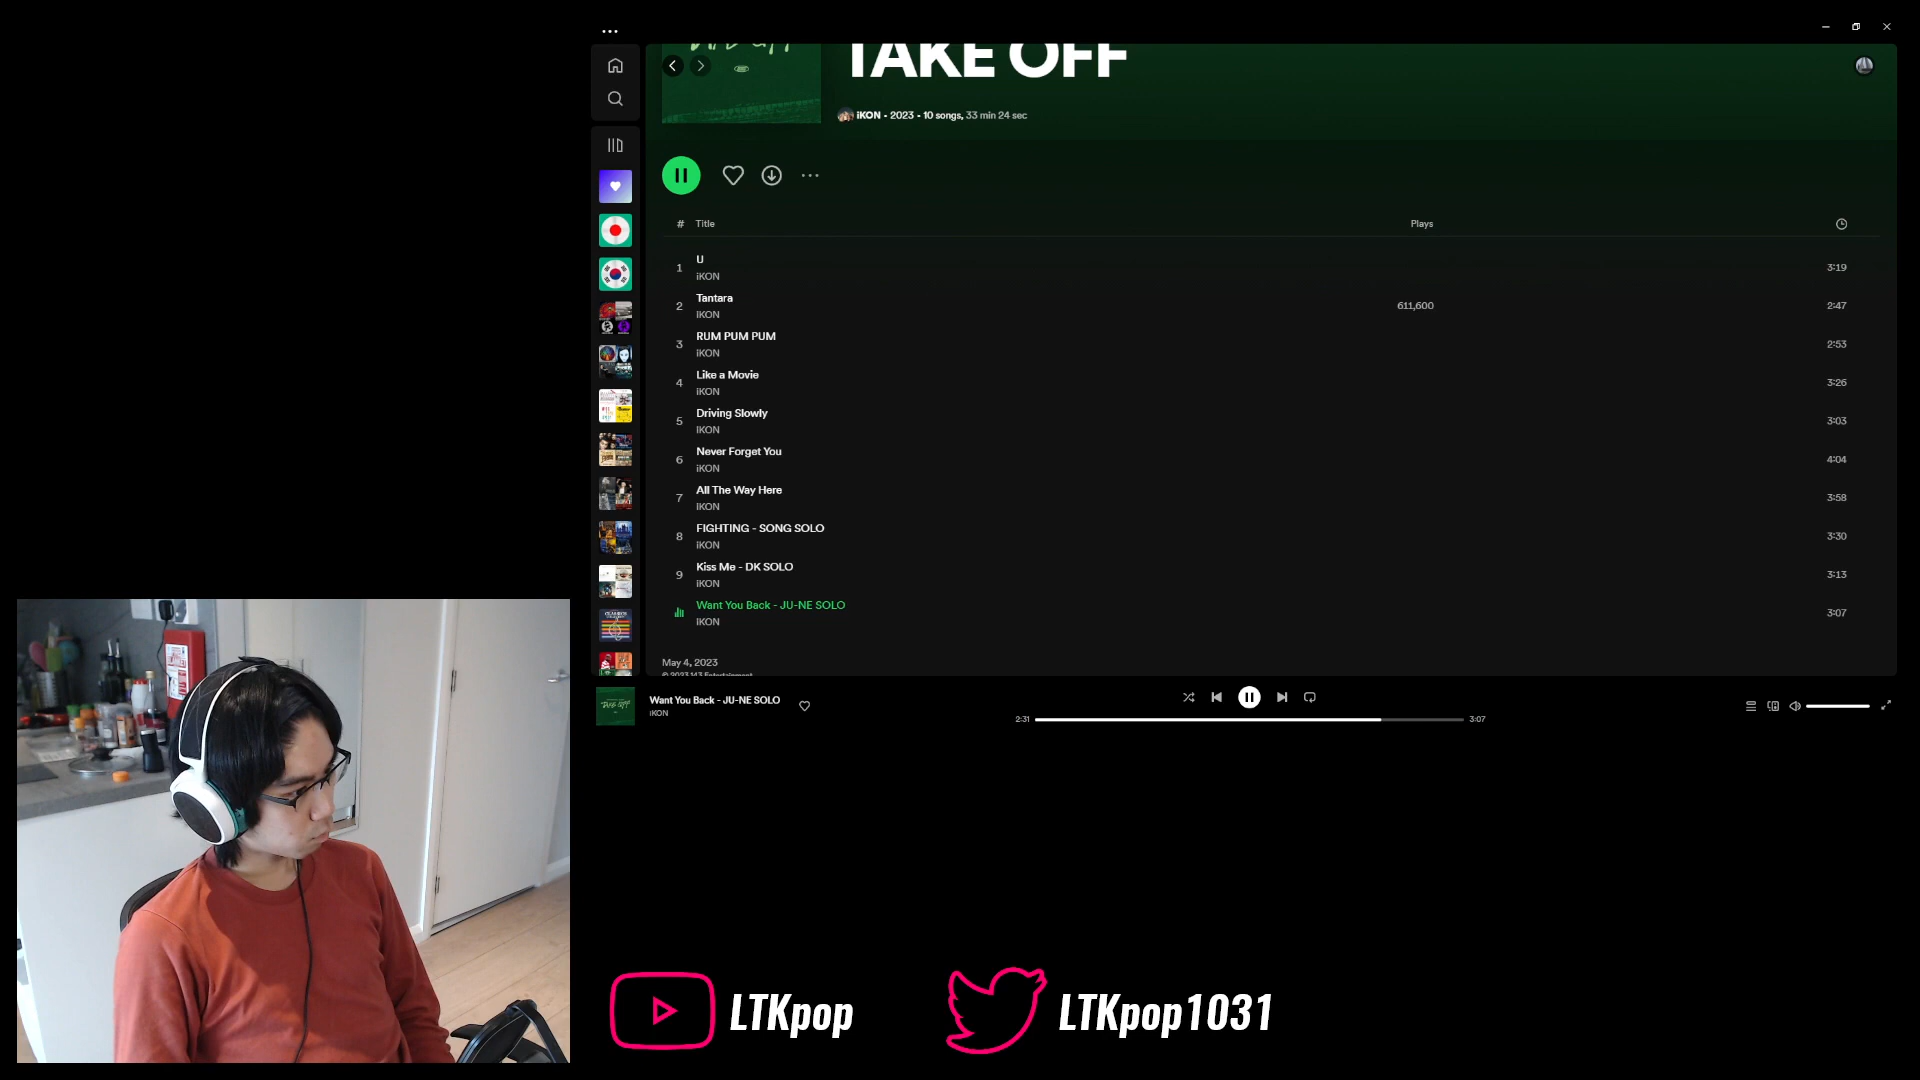 TAKE OFF
iKON • 2023 • 10 songs, 33 min 24 sec
# Title Plays
1 U 3:19
iKON
2 Tantara 611,600 2:47
iKON
3 RUM PUM PUM 2:53
iKON
4 Like a Movie 3:26
iKON
5 Driving Slowly 3:03
iKON
6 Never Forget You 4:04
iKON
7 All The Way Here 3:58
iKON
8 FIGHTING - SONG SOLO 3:30
iKON
9 Kiss Me - DK SOLO 3:13
iKON
Want You Back - JU-NE SOLO 3:07
iKON
May 4, 2023
© 2023 143 Entertainment
Want You Back - JU-NE SOLO
iKON
2:31 3:07
LTKpop LTKpop1031